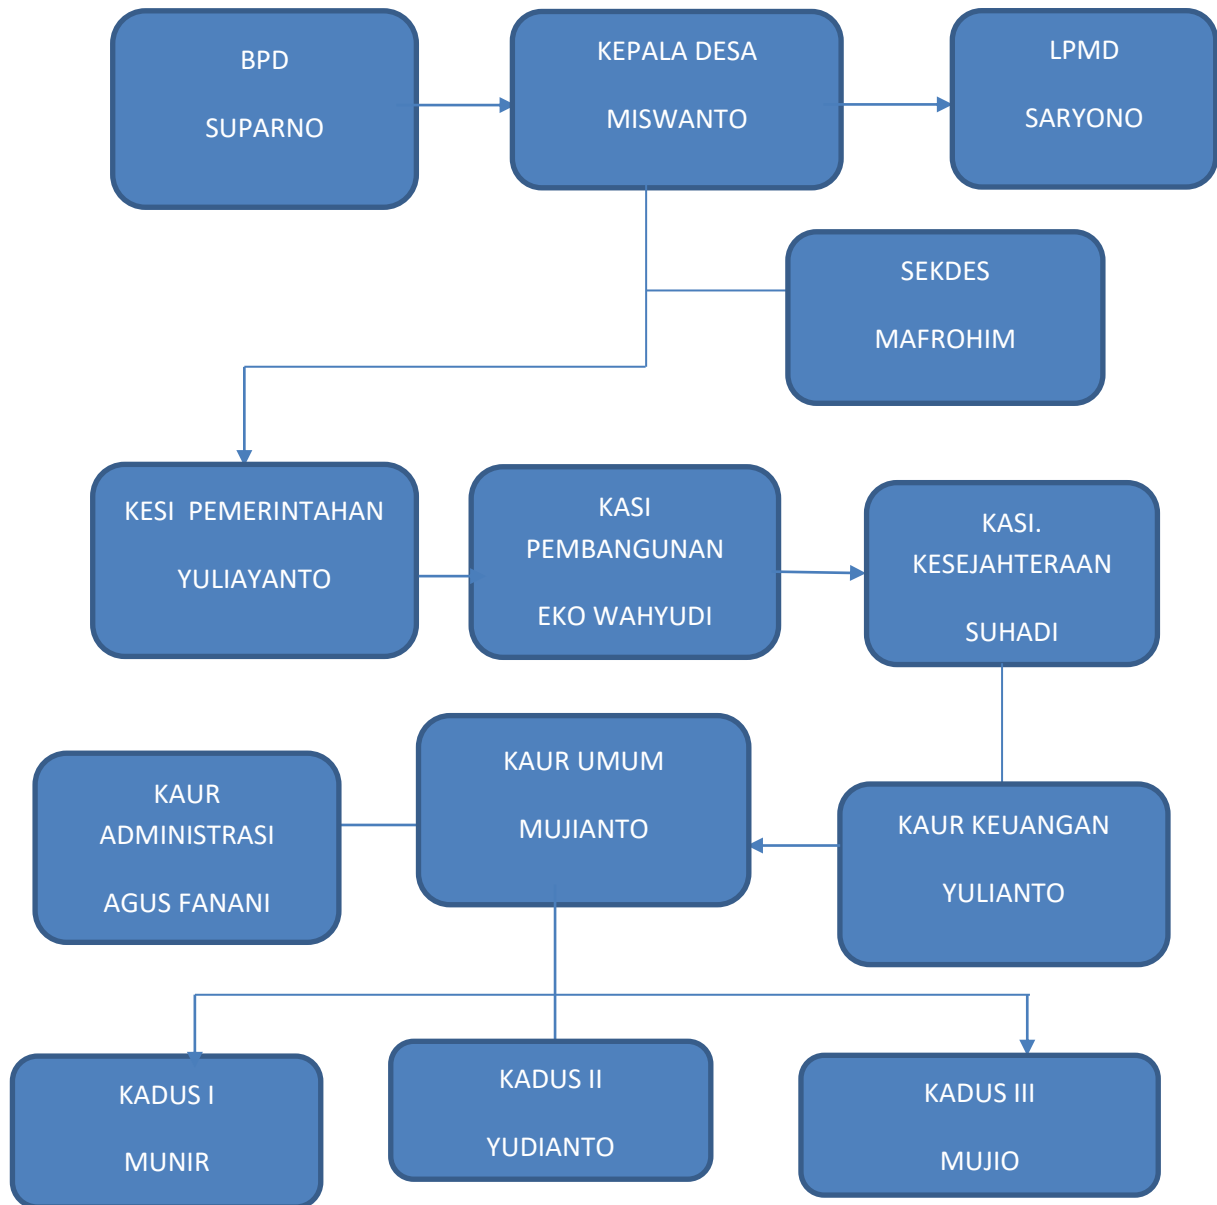 BPD
SUPARNO
KEPALA DESA
MISWANTO
LPMD
SARYONO
SEKDES
MAFROHIM
KESI  PEMERINTAHAN
YULIAYANTO
KASI
PEMBANGUNAN
EKO WAHYUDI
KASI.
KESEJAHTERAAN
SUHADI
KAUR
ADMINISTRASI
AGUS FANANI
KAUR UMUM
MUJIANTO
KAUR KEUANGAN
YULIANTO
KADUS I
MUNIR
KADUS II
YUDIANTO
KADUS III
MUJIO